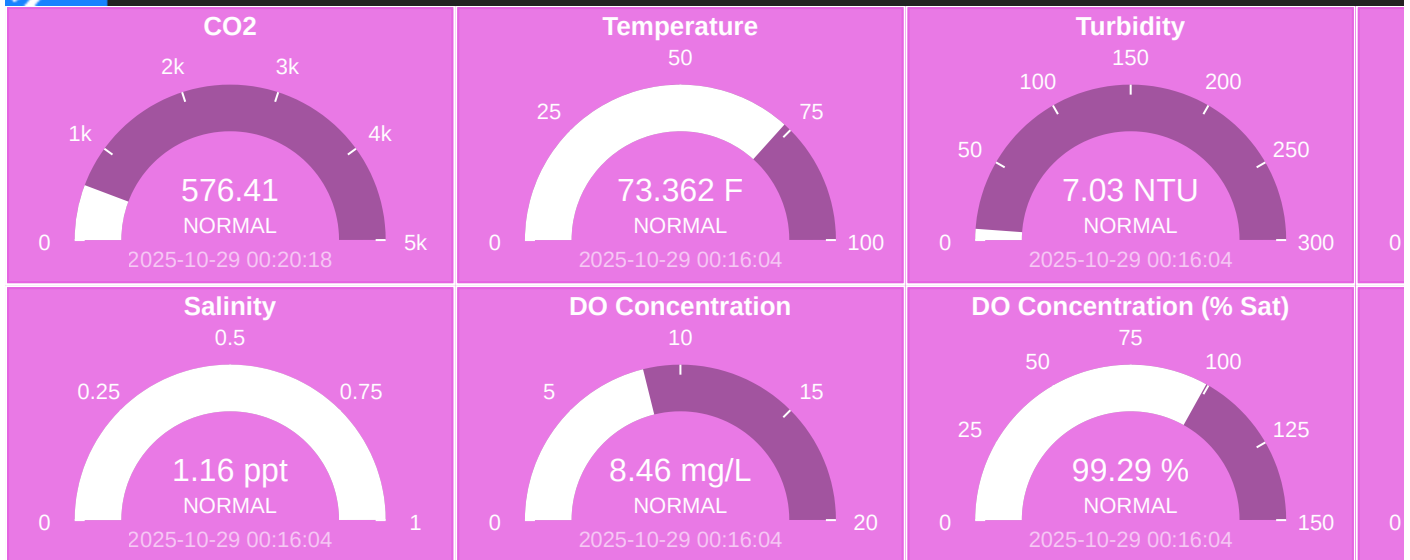 CO2
2k 3k
1k 4k
576.41
NORMAL
0 5k
2025-10-29 00:20:18
Temperature
50
25 75
73.362 F
NORMAL
0 100
2025-10-29 00:16:04
Turbidity
150
100 200
50 250
7.03 NTU
NORMAL
0 300
2025-10-29 00:16:04
0
Salinity
0.5
0.25 0.75
1.16 ppt
NORMAL
0 1
2025-10-29 00:16:04
DO Concentration
10
5 15
8.46 mg/L
NORMAL
0 20
2025-10-29 00:16:04
DO Concentration (% Sat)
75
50 100
25 125
99.29 %
NORMAL
0 150
2025-10-29 00:16:04
0